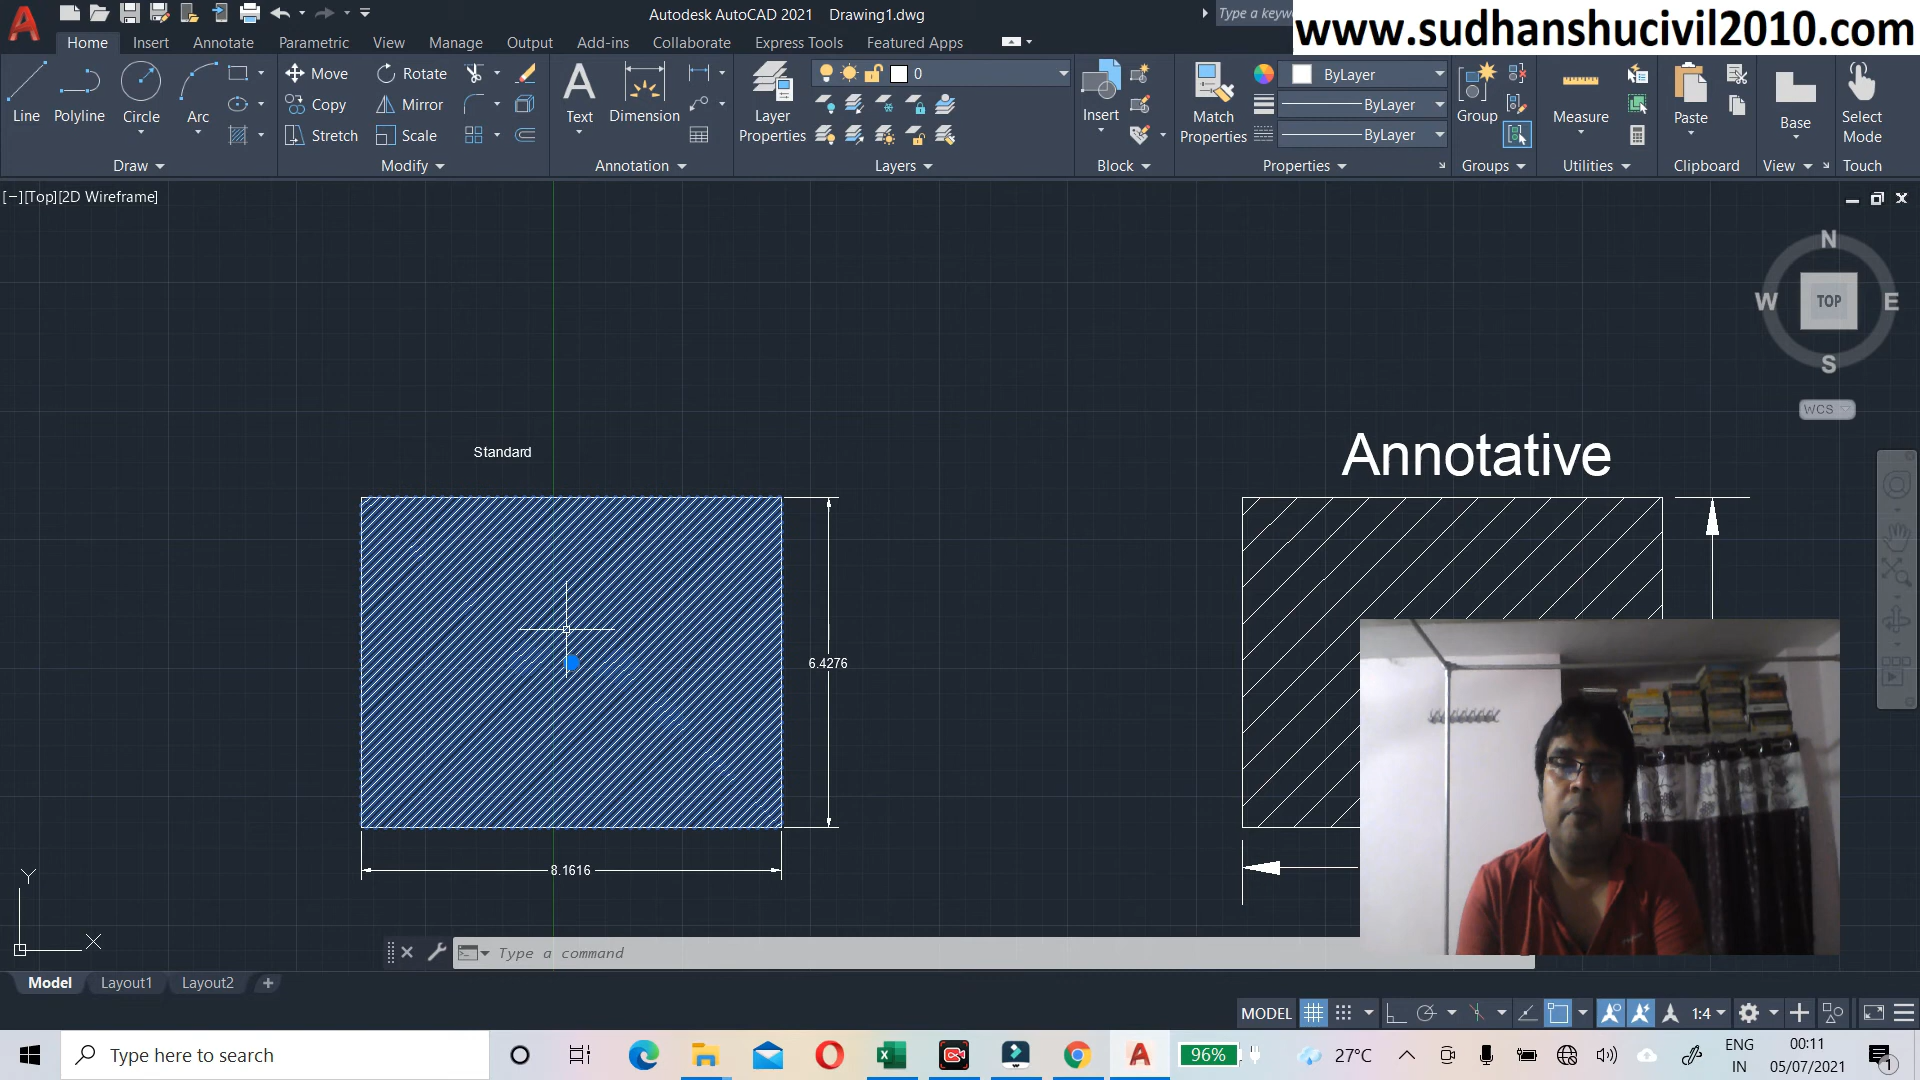 Autodesk AutoCAD 2021 Drawing1.dwg
Type a keyw
www.sudhanshucivil2010.com
Home Insert Annotate Parametric View Manage Output Add-ins Collaborate Express Tools Featured Apps
Line Polyline Circle Arc
Move Rotate
Copy Mirror
Stretch Scale
Text Dimension
Layer Properties
0
Insert
Match Properties
ByLayer
ByLayer
ByLayer
Group
Measure
Paste
Base
Select Mode
Draw Modify Annotation Layers Block Properties Groups Utilities Clipboard View Touch
[−][Top][2D Wireframe]
N
W TOP E
S
WCS
Standard
Annotative
6.4276
8.1616
Y
X
Type a command
Model Layout1 Layout2 +
MODEL 1:4
Type here to search
96% 27°C
ENG
IN
00:11
05/07/2021
1